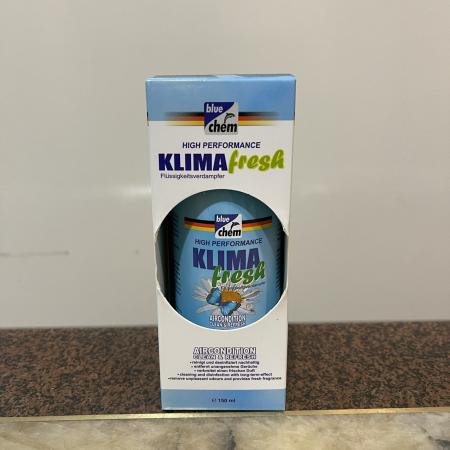 blue
chem
HIGH PERFORMANCE
KLIMA fresh
Flüssigkeitsverdampfer
blue
chem
HIGH PERFORMANCE
KLIMA
fresh
AIRCONDITION
CLEAN & REFRESH
AIRCONDITION
CLEAN & REFRESH
• reinigt und desinfiziert nachhaltig
• entfernt unangenehme Gerüche
• verbreitet einen frischen Duft
• cleaning and disinfection with long-term-effect
• remove unpleasant odours and provides fresh-fragrance
e 150 ml